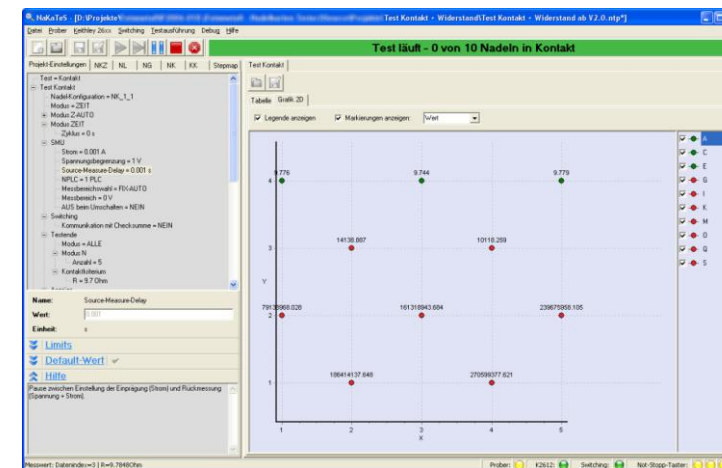 NaKaTeS - [D:\Projekte\
Test Kontakt + Widerstand\Test Kontakt + Widerstand ab V2.0.ntp*]
Datei Prober Keithley 26xx Switching Testausführung Debug Hilfe
Test läuft - 0 von 10 Nadeln in Kontakt
Projekt-Einstellungen NKZ NL NG NK KK Stepmap
Test Kontakt
Test = Kontakt
Test Kontakt
Nadel-Konfiguration = NK_1_1
Modus = ZEIT
Modus Z-AUTO
Modus ZEIT
Zyklus = 0 s
SMU
Strom = 0.001 A
Spannungsbegrenzung = 1 V
Source-Measure-Delay = 0.001 s
NPLC = 1 PLC
Messbereichswahl = FIX-AUTO
Messbereich = 0 V
AUS beim Umschalten = NEIN
Switching
Kommunikation mit Checksumme = NEIN
Testende
Modus = ALLE
Modus N
Anzahl = 5
Kontaktkriterium
R = 9.7 Ohm
Name: Source-Measure-Delay
Wert: 0.001
Einheit: s
Limits
Default-Wert
Hilfe
Pause zwischen Einstellung der Einprägung (Strom) und Rückmessung
(Spannung + Strom).
Tabelle Grafik 2D
Legende anzeigen Markierungen anzeigen: Wert
9.776 9.744 9.779
4
14138.887 10118.259
3
Y
79138968.028 161318943.684 239675958.105
2
186414137.848 270599377.821
1
1 2 3 4 5
X
A
C
E
G
I
K
M
O
Q
S
Messwert: Datenindex=3 | R=9.7848Ohm
Prober: K2612: Switching: Not-Stopp-Taster: